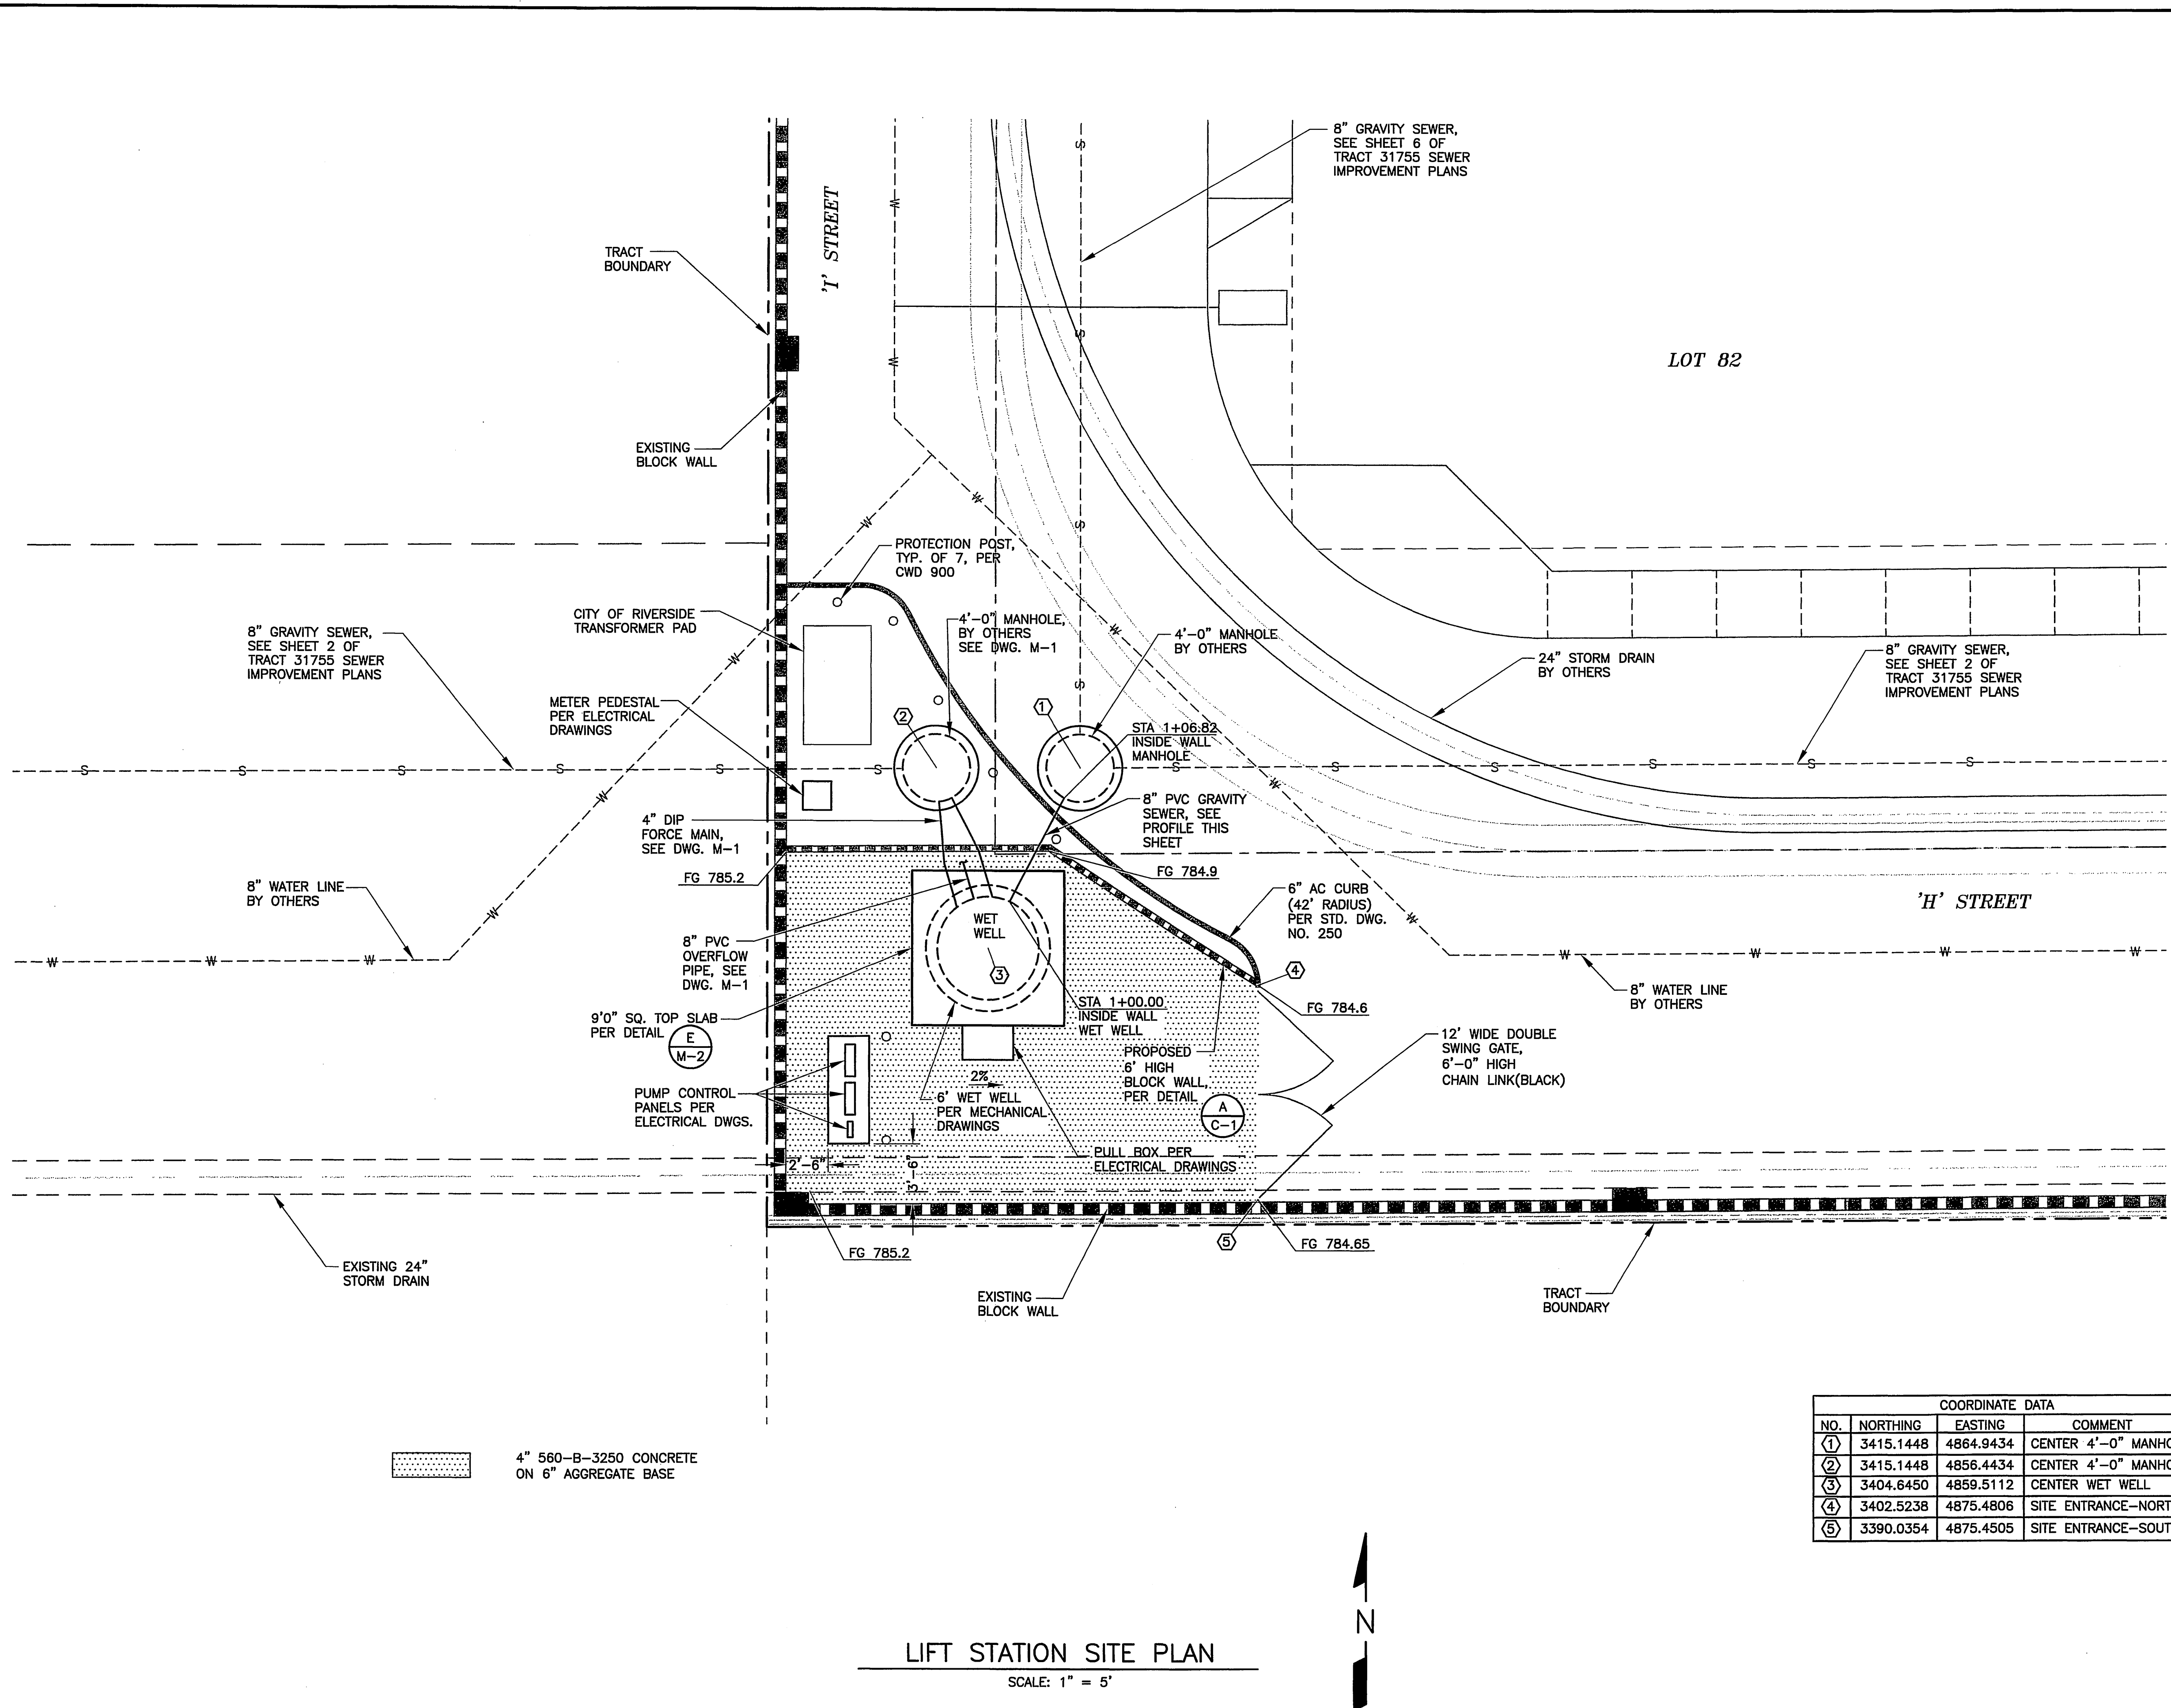 8" GRAVITY SEWER,
SEE SHEET 6 OF
TRACT 31755 SEWER
IMPROVEMENT PLANS
'I' STREET
TRACT
BOUNDARY
LOT 82
EXISTING
BLOCK WALL
PROTECTION POST,
TYP. OF 7, PER
CWD 900
CITY OF RIVERSIDE
TRANSFORMER PAD
4'-0" MANHOLE,
BY OTHERS
SEE DWG. M-1
4'-0" MANHOLE
BY OTHERS
8" GRAVITY SEWER,
SEE SHEET 2 OF
TRACT 31755 SEWER
IMPROVEMENT PLANS
24" STORM DRAIN
BY OTHERS
8" GRAVITY SEWER,
SEE SHEET 2 OF
TRACT 31755 SEWER
IMPROVEMENT PLANS
METER PEDESTAL
PER ELECTRICAL
DRAWINGS
2
1
STA 1+06.82
INSIDE WALL
MANHOLE
S S S S S S S S S S S S
S S S S
W W W W W W W W W W W W W W W W
4" DIP
FORCE MAIN,
SEE DWG. M-1
8" PVC GRAVITY
SEWER, SEE
PROFILE THIS
SHEET
FG 785.2
FG 784.9
8" WATER LINE
BY OTHERS
6" AC CURB
(42' RADIUS)
PER STD. DWG.
NO. 250
'H' STREET
WET
WELL
8" PVC
OVERFLOW
PIPE, SEE
DWG. M-1
3
4
STA 1+00.00
INSIDE WALL
WET WELL
FG 784.6
8" WATER LINE
BY OTHERS
9'0" SQ. TOP SLAB
PER DETAIL
E
M-2
12' WIDE DOUBLE
SWING GATE,
6'-0" HIGH
CHAIN LINK(BLACK)
PROPOSED
6' HIGH
BLOCK WALL,
PER DETAIL
A
C-1
PUMP CONTROL
PANELS PER
ELECTRICAL DWGS.
2%
6' WET WELL
PER MECHANICAL
DRAWINGS
PULL BOX PER
ELECTRICAL DRAWINGS
2'-6"
3'-6"
FG 785.2
5
FG 784.65
EXISTING 24"
STORM DRAIN
EXISTING
BLOCK WALL
TRACT
BOUNDARY
COORDINATE DATA
NO. NORTHING EASTING COMMENT
1 3415.1448 4864.9434 CENTER 4'-0" MANHO
2 3415.1448 4856.4434 CENTER 4'-0" MANHO
3 3404.6450 4859.5112 CENTER WET WELL
4 3402.5238 4875.4806 SITE ENTRANCE-NORT
5 3390.0354 4875.4505 SITE ENTRANCE-SOUT
4" 560-B-3250 CONCRETE
ON 6" AGGREGATE BASE
N
LIFT STATION SITE PLAN
SCALE: 1" = 5'